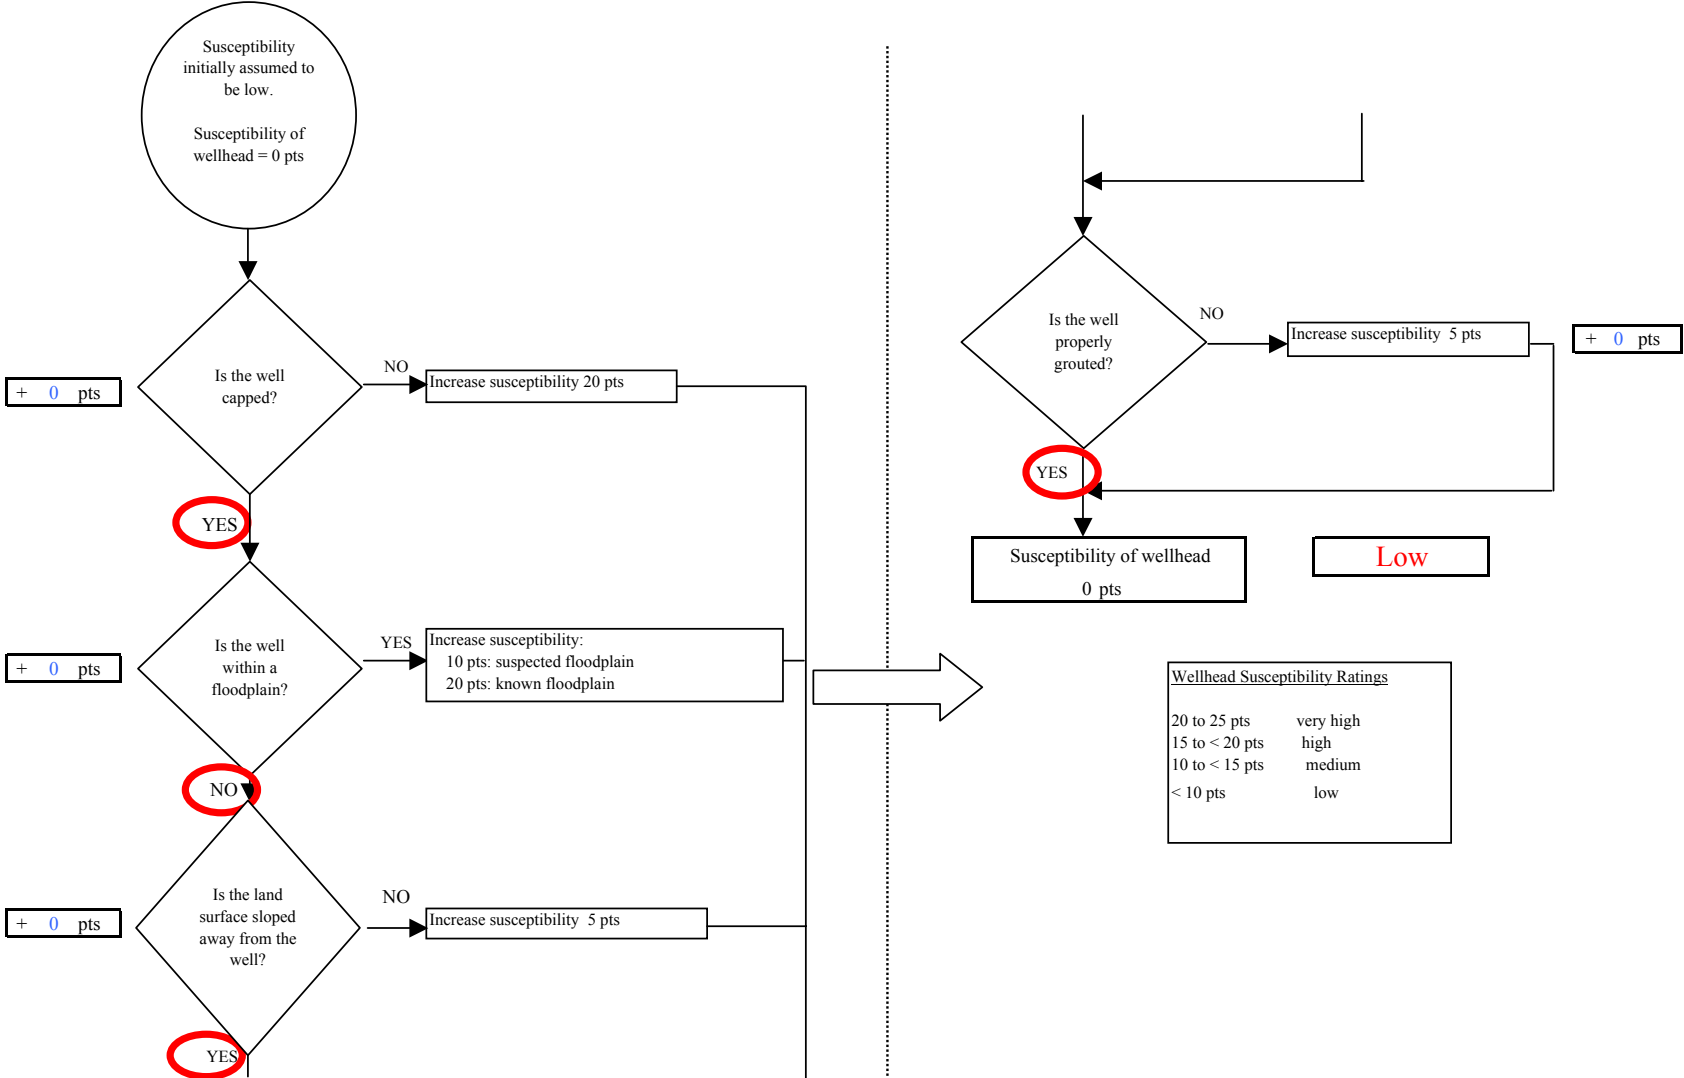 Susceptibility
initially assumed to
be low.
Susceptibility of
wellhead = 0 pts
Is the well
capped?
NO
Increase susceptibility 20 pts
+ 0 pts
YES
Is the well
within a
floodplain?
YES
Increase susceptibility:
10 pts: suspected floodplain
20 pts: known floodplain
+ 0 pts
NO
Is the land
surface sloped
away from the
well?
NO
Increase susceptibility 5 pts
+ 0 pts
YES
Is the well
properly
grouted?
NO
Increase susceptibility 5 pts
+ 0 pts
YES
Susceptibility of wellhead
0 pts
Low
Wellhead Susceptibility Ratings
20 to 25 pts very high
15 to < 20 pts high
10 to < 15 pts medium
< 10 pts low